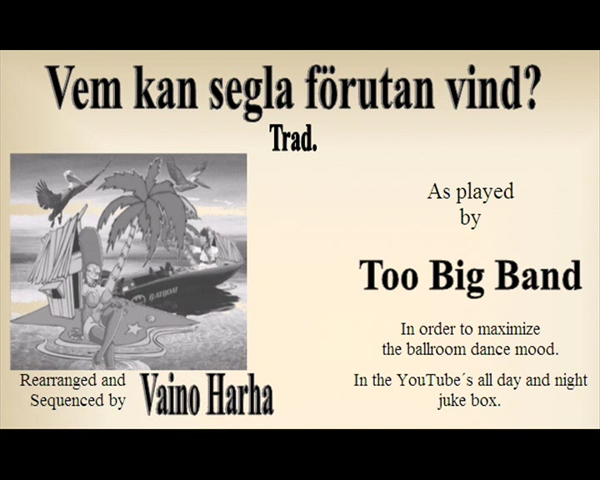 Vem kan segla förutan vind?
Trad.
As played
by
Too Big Band
In order to maximize
the ballroom dance mood.
In the YouTube´s all day and night
juke box.
BATBOAT
Rearranged and
Sequenced by
Vaino Harha